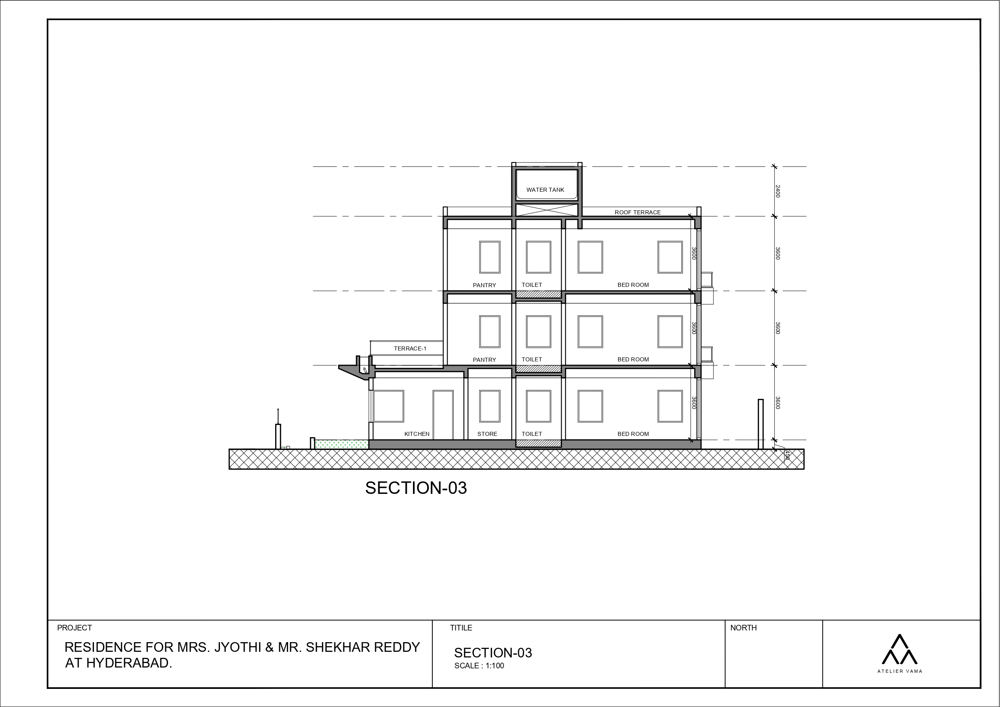 2400
WATER TANK
ROOF TERRACE
3600
3600
PANTRY
TOILET
BED ROOM
3600
3600
TERRACE-1
PANTRY
TOILET
BED ROOM
3600
3600
KITCHEN
STORE
TOILET
BED ROOM
450
SECTION-03
PROJECT
RESIDENCE FOR MRS. JYOTHI & MR. SHEKHAR REDDY
AT HYDERABAD.
TITILE
SECTION-03
SCALE : 1:100
NORTH
ATELIER VAMA